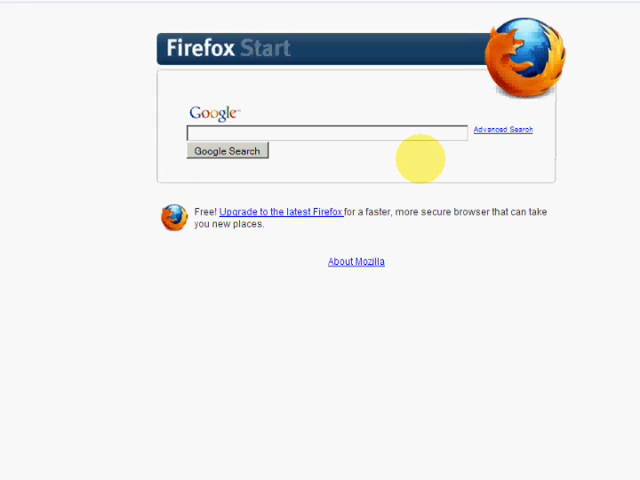 Firefox Start
Google™
Advanced Search
Google Search
Free! Upgrade to the latest Firefox for a faster, more secure browser that can take
you new places.
About Mozilla